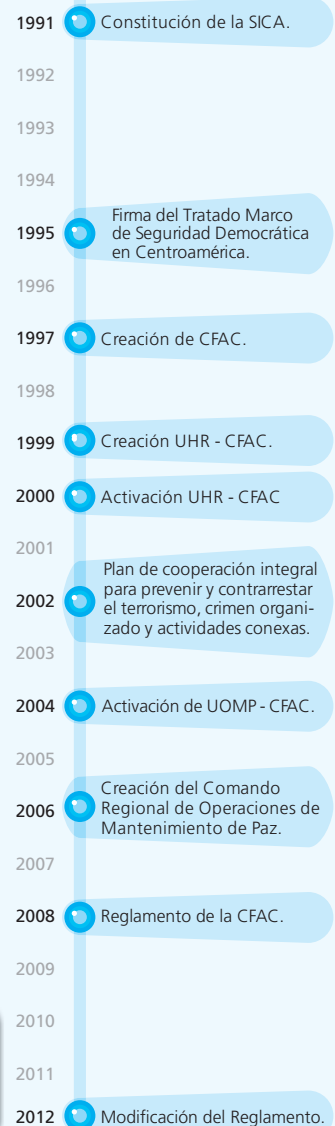 1991 Constitución de la SICA.
1992
1993
1994
Firma del Tratado Marco
1995 de Seguridad Democrática
en Centroamérica.
1996
1997 Creación de CFAC.
1998
1999 Creación UHR - CFAC.
2000 Activación UHR - CFAC
2001
Plan de cooperación integral
para prevenir y contrarrestar
2002 el terrorismo, crimen organi-
zado y actividades conexas.
2003
2004 Activación de UOMP - CFAC.
2005
Creación del Comando
2006 Regional de Operaciones de
Mantenimiento de Paz.
2007
2008 Reglamento de la CFAC.
2009
2010
2011
2012 Modificación del Reglamento.